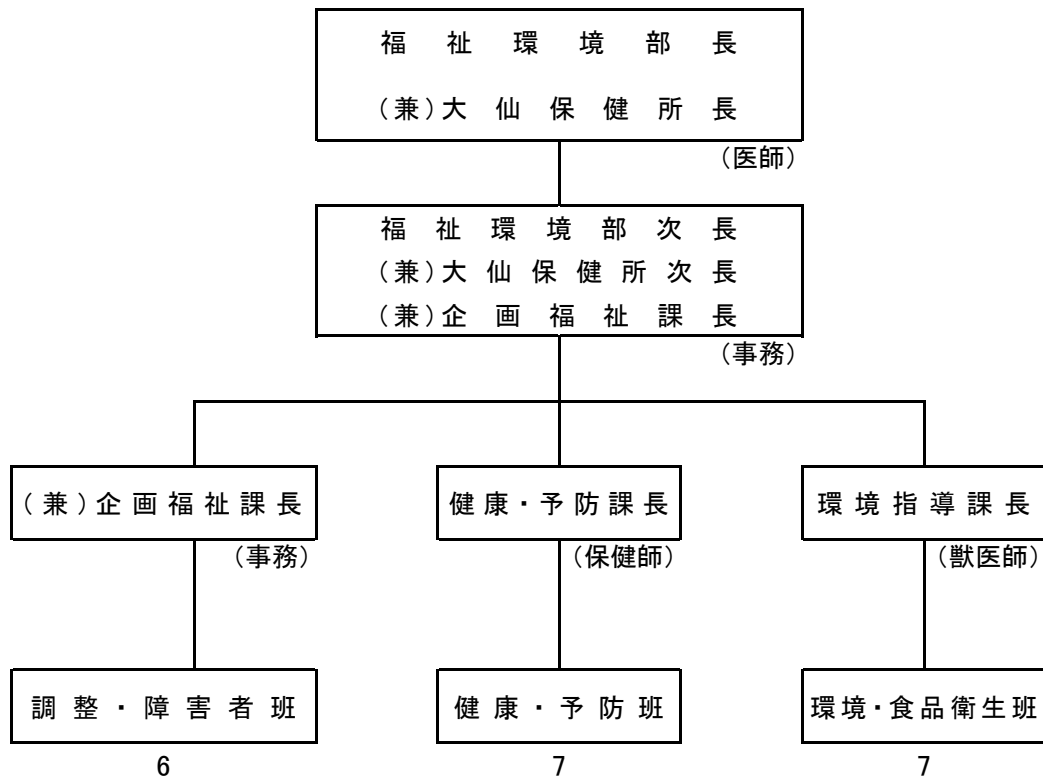 福祉環境部長
(兼)大仙保健所長
(医師)
福祉環境部次長
(兼)大仙保健所次長
(兼)企画福祉課長
(事務)
(兼)企画福祉課長
(事務)
健康・予防課長
(保健師)
環境指導課長
(獣医師)
調整・障害者班
健康・予防班
環境・食品衛生班
6
7
7